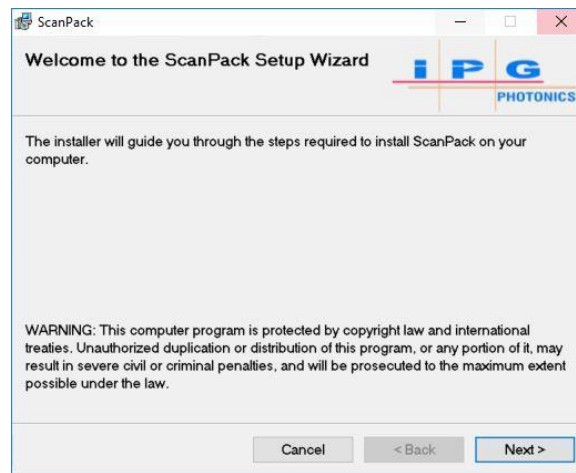 ScanPack
Welcome to the ScanPack Setup Wizard
IPG
PHOTONICS
The installer will guide you through the steps required to install ScanPack on your
computer.
WARNING: This computer program is protected by copyright law and international
treaties. Unauthorized duplication or distribution of this program, or any portion of it, may
result in severe civil or criminal penalties, and will be prosecuted to the maximum extent
possible under the law.
Cancel
< Back
Next >